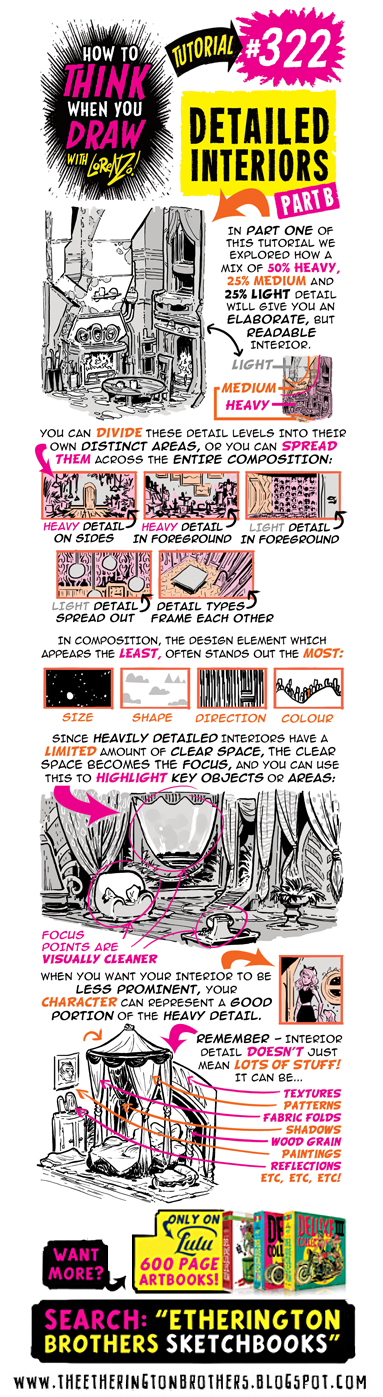 HOW TO
THINK
WHEN YOU
DRAW
WITH LORENZO!
TUTORIAL
#322
DETAILED
INTERIORS
PART B
IN PART ONE OF
THIS TUTORIAL WE
EXPLORED HOW A
MIX OF 50% HEAVY,
25% MEDIUM AND
25% LIGHT DETAIL
WILL GIVE YOU AN
ELABORATE, BUT
READABLE
INTERIOR.
LIGHT
MEDIUM
HEAVY
YOU CAN DIVIDE THESE DETAIL LEVELS INTO THEIR
OWN DISTINCT AREAS, OR YOU CAN SPREAD
THEM ACROSS THE ENTIRE COMPOSITION:
HEAVY DETAIL
ON SIDES
HEAVY DETAIL
IN FOREGROUND
LIGHT DETAIL
IN FOREGROUND
LIGHT DETAIL
SPREAD OUT
DETAIL TYPES
FRAME EACH OTHER
IN COMPOSITION, THE DESIGN ELEMENT WHICH
APPEARS THE LEAST, OFTEN STANDS OUT THE MOST:
SIZE
SHAPE
DIRECTION
COLOUR
SINCE HEAVILY DETAILED INTERIORS HAVE A
LIMITED AMOUNT OF CLEAR SPACE, THE CLEAR
SPACE BECOMES THE FOCUS, AND YOU CAN USE
THIS TO HIGHLIGHT KEY OBJECTS OR AREAS:
FOCUS
POINTS ARE
VISUALLY CLEANER
WHEN YOU WANT YOUR INTERIOR TO BE
LESS PROMINENT, YOUR
CHARACTER CAN REPRESENT A GOOD
PORTION OF THE HEAVY DETAIL.
REMEMBER - INTERIOR
DETAIL DOESN'T JUST
MEAN LOTS OF STUFF!
IT CAN BE...
TEXTURES
PATTERNS
FABRIC FOLDS
SHADOWS
WOOD GRAIN
PAINTINGS
REFLECTIONS
ETC, ETC, ETC!
WANT
MORE?
ONLY ON
Lulu
600 PAGE
ARTBOOKS!
DELUXE
III
SEARCH: "ETHERINGTON
BROTHERS SKETCHBOOKS"
WWW.THEETHERINGTONBROTHERS.BLOGSPOT.COM